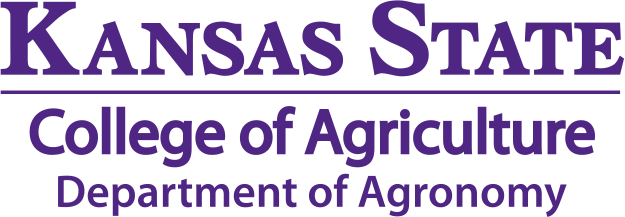 KANSAS STATE
College of Agriculture
Department of Agronomy